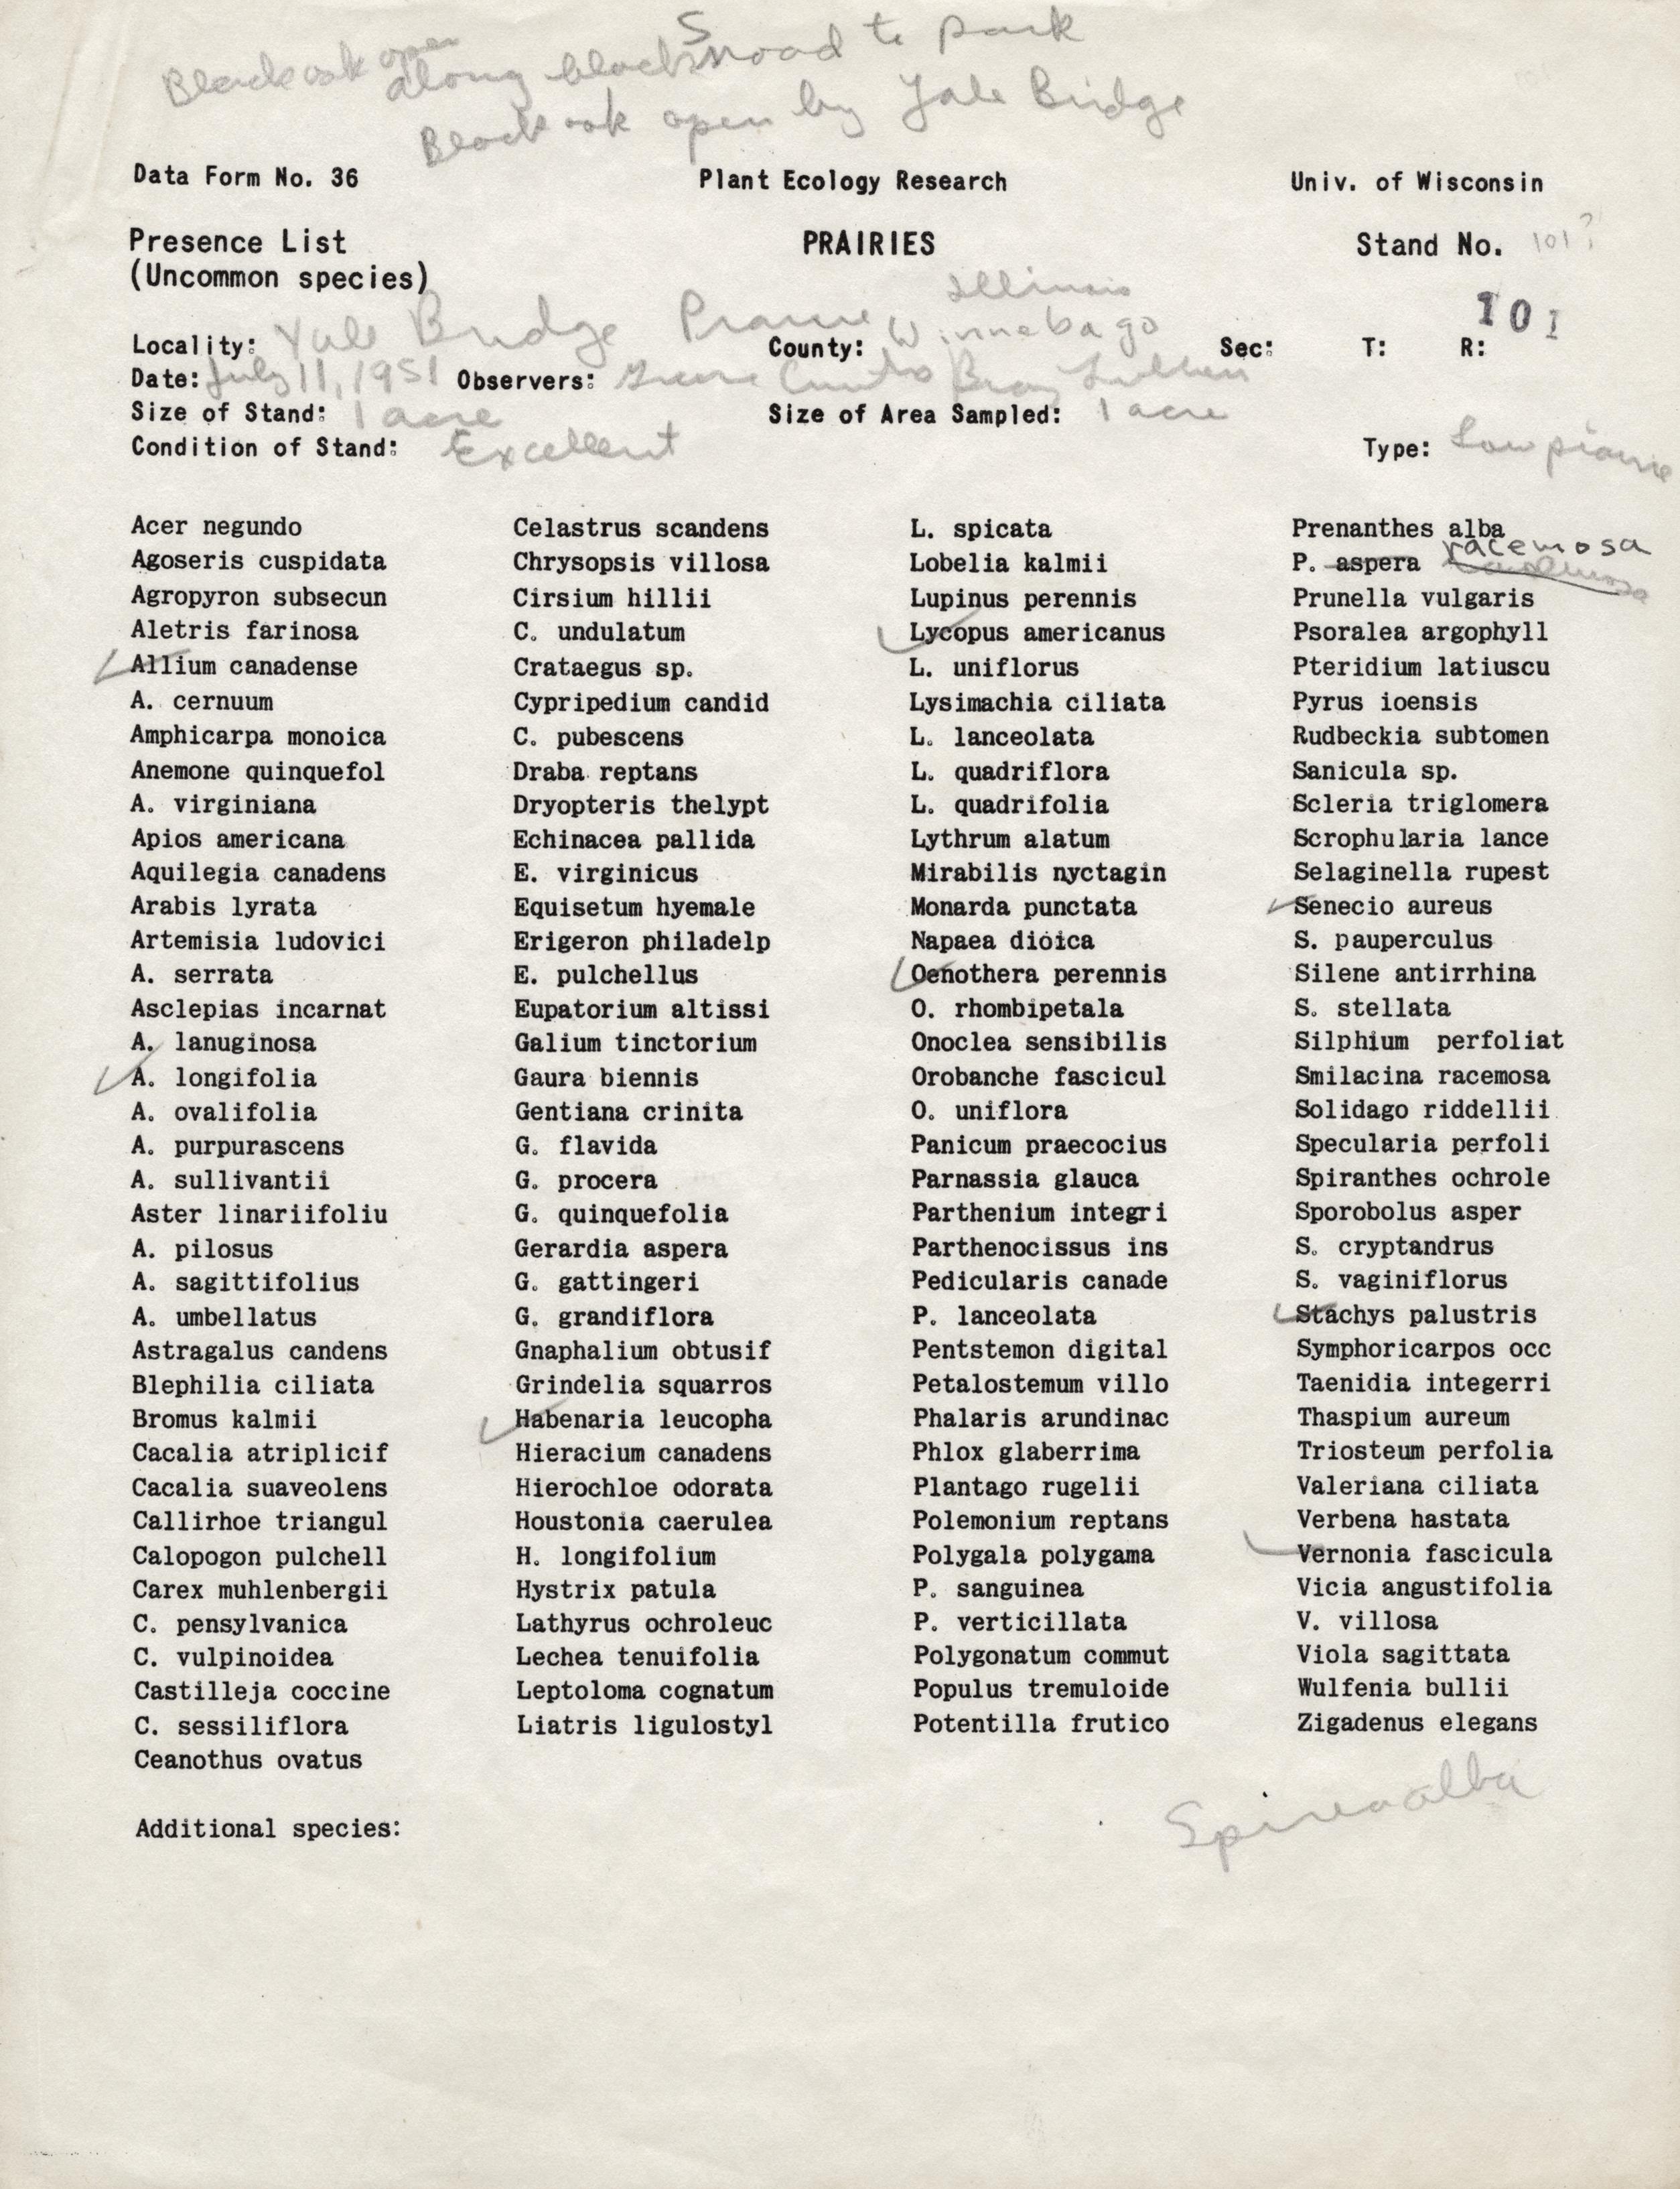 S
Black oak open along black road to park
Black oak open by Yale Bridge
Data Form No. 36 Plant Ecology Research Univ. of Wisconsin
Presence List PRAIRIES Stand No. 101?
(Uncommon species)
Illinois
101
Locality: Yale Bridge Prairie County: Winnebago Sec: T: R:
Date: July 11, 1951 Observers: Greene Curtis Bray
Size of Stand: 1 acre Size of Area Sampled: 1 acre
Condition of Stand: Excellent Type: Low prairie
Acer negundo
Agoseris cuspidata
Agropyron subsecun
Aletris farinosa
✓ Allium canadense
A. cernuum
Amphicarpa monoica
Anemone quinquefol
A. virginiana
Apios americana
Aquilegia canadens
Arabis lyrata
Artemisia ludovici
A. serrata
Asclepias incarnat
A. lanuginosa
✓ A. longifolia
A. ovalifolia
A. purpurascens
A. sullivantii
Aster linariifoliu
A. pilosus
A. sagittifolius
A. umbellatus
Astragalus candens
Blephilia ciliata
Bromus kalmii
Cacalia atriplicif
Cacalia suaveolens
Callirhoe triangul
Calopogon pulchell
Carex muhlenbergii
C. pensylvanica
C. vulpinoidea
Castilleja coccine
C. sessiliflora
Ceanothus ovatus
Celastrus scandens
Chrysopsis villosa
Cirsium hillii
C. undulatum
Crataegus sp.
Cypripedium candid
C. pubescens
Draba reptans
Dryopteris thelypt
Echinacea pallida
E. virginicus
Equisetum hyemale
Erigeron philadelp
E. pulchellus
Eupatorium altissi
Galium tinctorium
Gaura biennis
Gentiana crinita
G. flavida
G. procera
G. quinquefolia
Gerardia aspera
G. gattingeri
G. grandiflora
Gnaphalium obtusif
Grindelia squarros
✓ Habenaria leucopha
Hieracium canadens
Hierochloe odorata
Houstonia caerulea
H. longifolium
Hystrix patula
Lathyrus ochroleuc
Lechea tenuifolia
Leptoloma cognatum
Liatris ligulostyl
L. spicata
Lobelia kalmii
Lupinus perennis
✓ Lycopus americanus
L. uniflorus
Lysimachia ciliata
L. lanceolata
L. quadriflora
L. quadrifolia
Lythrum alatum
Mirabilis nyctagin
Monarda punctata
Napaea dioica
✓ Oenothera perennis
O. rhombipetala
Onoclea sensibilis
Orobanche fascicul
O. uniflora
Panicum praecocius
Parnassia glauca
Parthenium integri
Parthenocissus ins
Pedicularis canade
P. lanceolata
Pentstemon digital
Petalostemum villo
Phalaris arundinac
Phlox glaberrima
Plantago rugelii
Polemonium reptans
Polygala polygama
P. sanguinea
P. verticillata
Polygonatum commut
Populus tremuloide
Potentilla frutico
Prenanthes alba
P. aspera racemosa
Prunella vulgaris
Psoralea argophyll
Pteridium latiuscu
Pyrus ioensis
Rudbeckia subtomen
Sanicula sp.
Scleria triglomera
Scrophularia lance
Selaginella rupest
✓ Senecio aureus
S. pauperculus
Silene antirrhina
S. stellata
Silphium perfoliat
Smilacina racemosa
Solidago riddellii
Specularia perfoli
Spiranthes ochrole
Sporobolus asper
S. cryptandrus
S. vaginiflorus
✓ Stachys palustris
Symphoricarpos occ
Taenidia integerri
Thaspium aureum
Triosteum perfolia
Valeriana ciliata
Verbena hastata
✓ Vernonia fascicula
Vicia angustifolia
V. villosa
Viola sagittata
Wulfenia bullii
Zigadenus elegans
Additional species:
Spirea alba